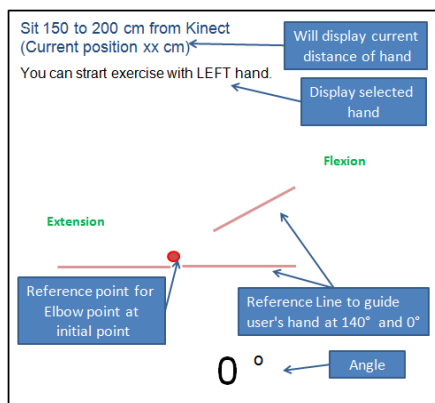 Sit 150 to 200 cm from Kinect
(Current position xx cm)
Will display current
distance of hand
You can strart exercise with LEFT hand.
Display selected
hand
Flexion
Extension
Reference point for
Elbow point at
initial point
Reference Line to guide
user's hand at 140° and 0°
0 °
Angle